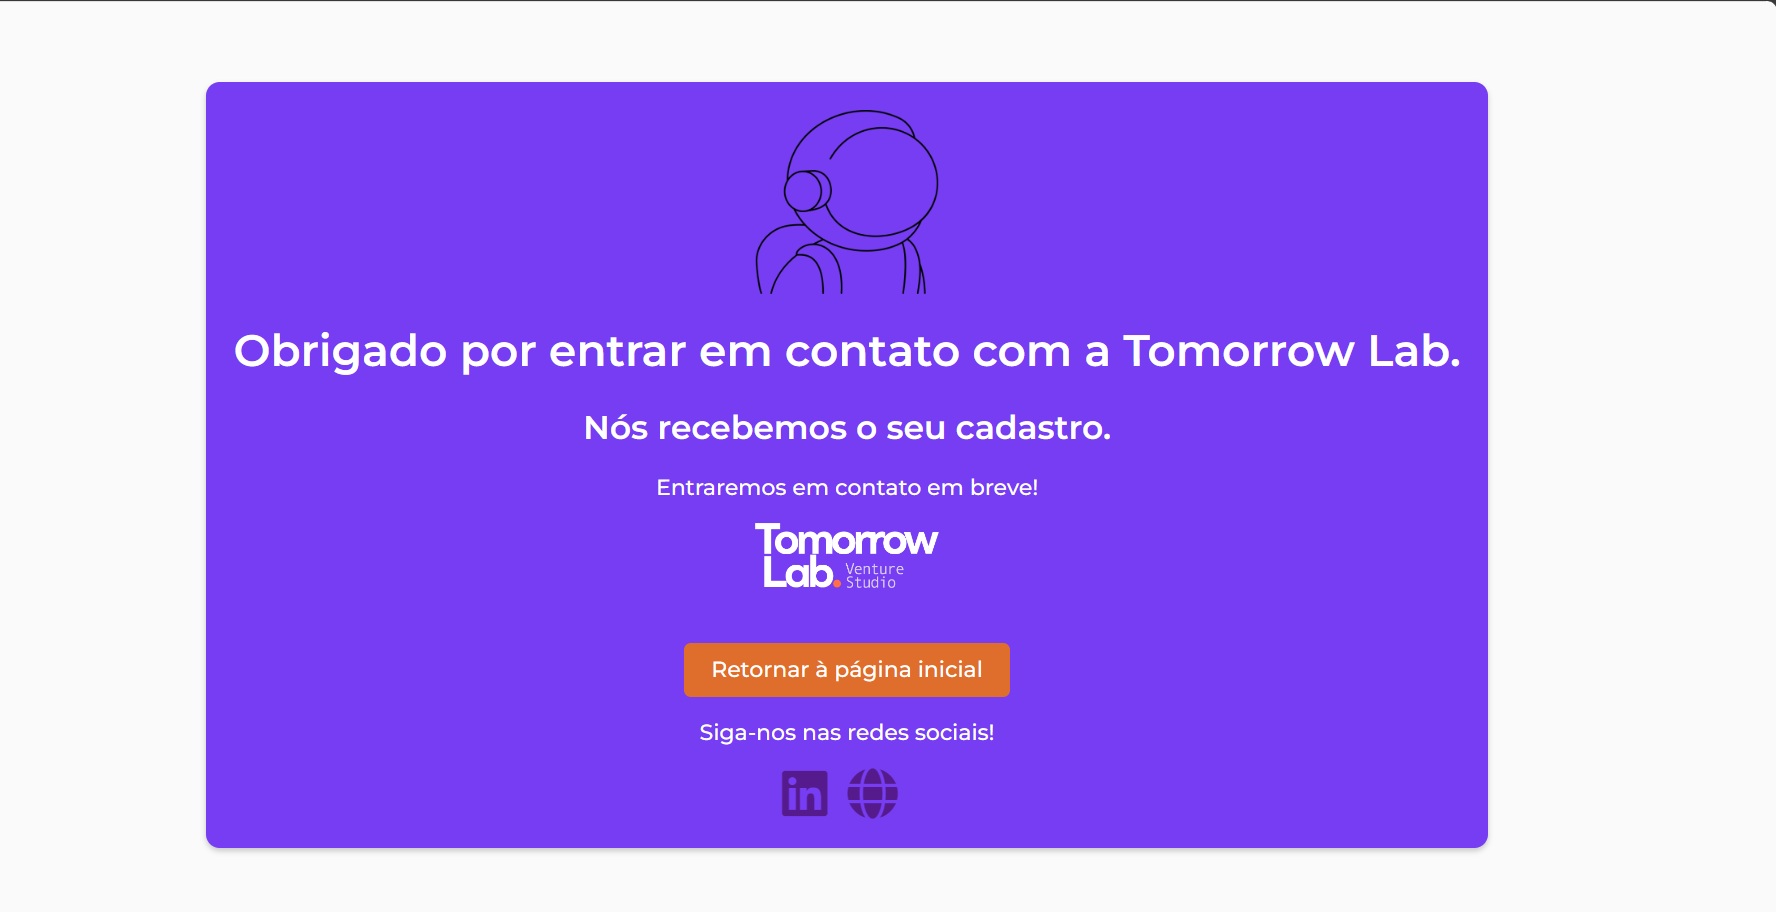 Obrigado por entrar em contato com a Tomorrow Lab.
Nós recebemos o seu cadastro.
Entraremos em contato em breve!
Tomorrow
Lab. Venture
Studio
Retornar à página inicial
Siga-nos nas redes sociais!
in